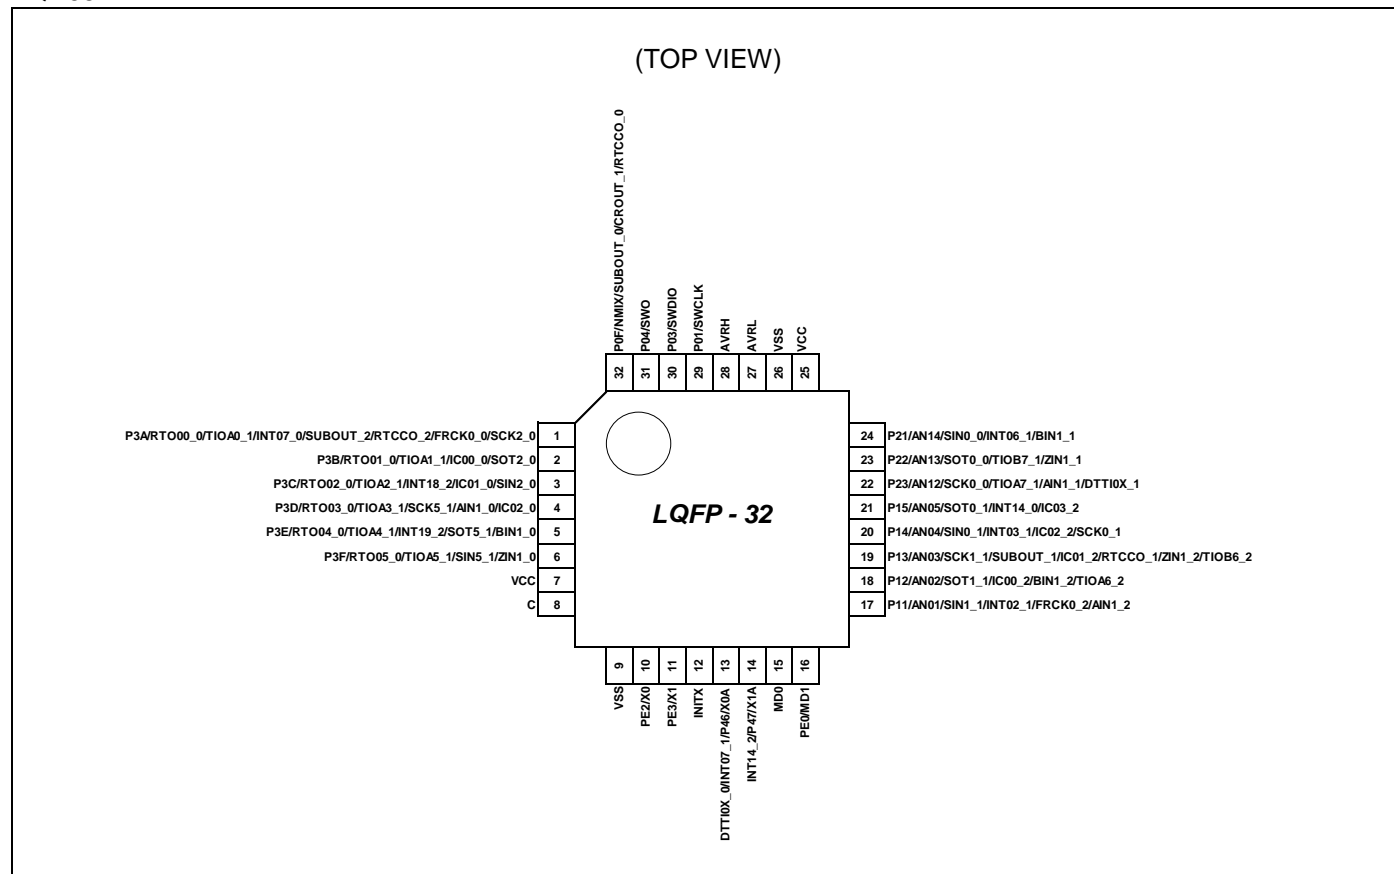 (TOP VIEW)
P0F/NMIX/SUBOUT_0/CROUT_1/RTCCO_0
P04/SWO
P03/SWDIO
P01/SWCLK
AVRH
AVRL
VSS
VCC
32 31 30 29 28 27 26 25
P3A/RTO00_0/TIOA0_1/INT07_0/SUBOUT_2/RTCCO_2/FRCK0_0/SCK2_0 1
P3B/RTO01_0/TIOA1_1/IC00_0/SOT2_0 2
P3C/RTO02_0/TIOA2_1/INT18_2/IC01_0/SIN2_0 3
P3D/RTO03_0/TIOA3_1/SCK5_1/AIN1_0/IC02_0 4
P3E/RTO04_0/TIOA4_1/INT19_2/SOT5_1/BIN1_0 5
P3F/RTO05_0/TIOA5_1/SIN5_1/ZIN1_0 6
VCC 7
C 8
LQFP - 32
24 P21/AN14/SIN0_0/INT06_1/BIN1_1
23 P22/AN13/SOT0_0/TIOB7_1/ZIN1_1
22 P23/AN12/SCK0_0/TIOA7_1/AIN1_1/DTTI0X_1
21 P15/AN05/SOT0_1/INT14_0/IC03_2
20 P14/AN04/SIN0_1/INT03_1/IC02_2/SCK0_1
19 P13/AN03/SCK1_1/SUBOUT_1/IC01_2/RTCCO_1/ZIN1_2/TIOB6_2
18 P12/AN02/SOT1_1/IC00_2/BIN1_2/TIOA6_2
17 P11/AN01/SIN1_1/INT02_1/FRCK0_2/AIN1_2
9 10 11 12 13 14 15 16
VSS
PE2/X0
PE3/X1
INITX
DTTI0X_0/INT07_1/P46/X0A
INT14_2/P47/X1A
MD0
PE0/MD1